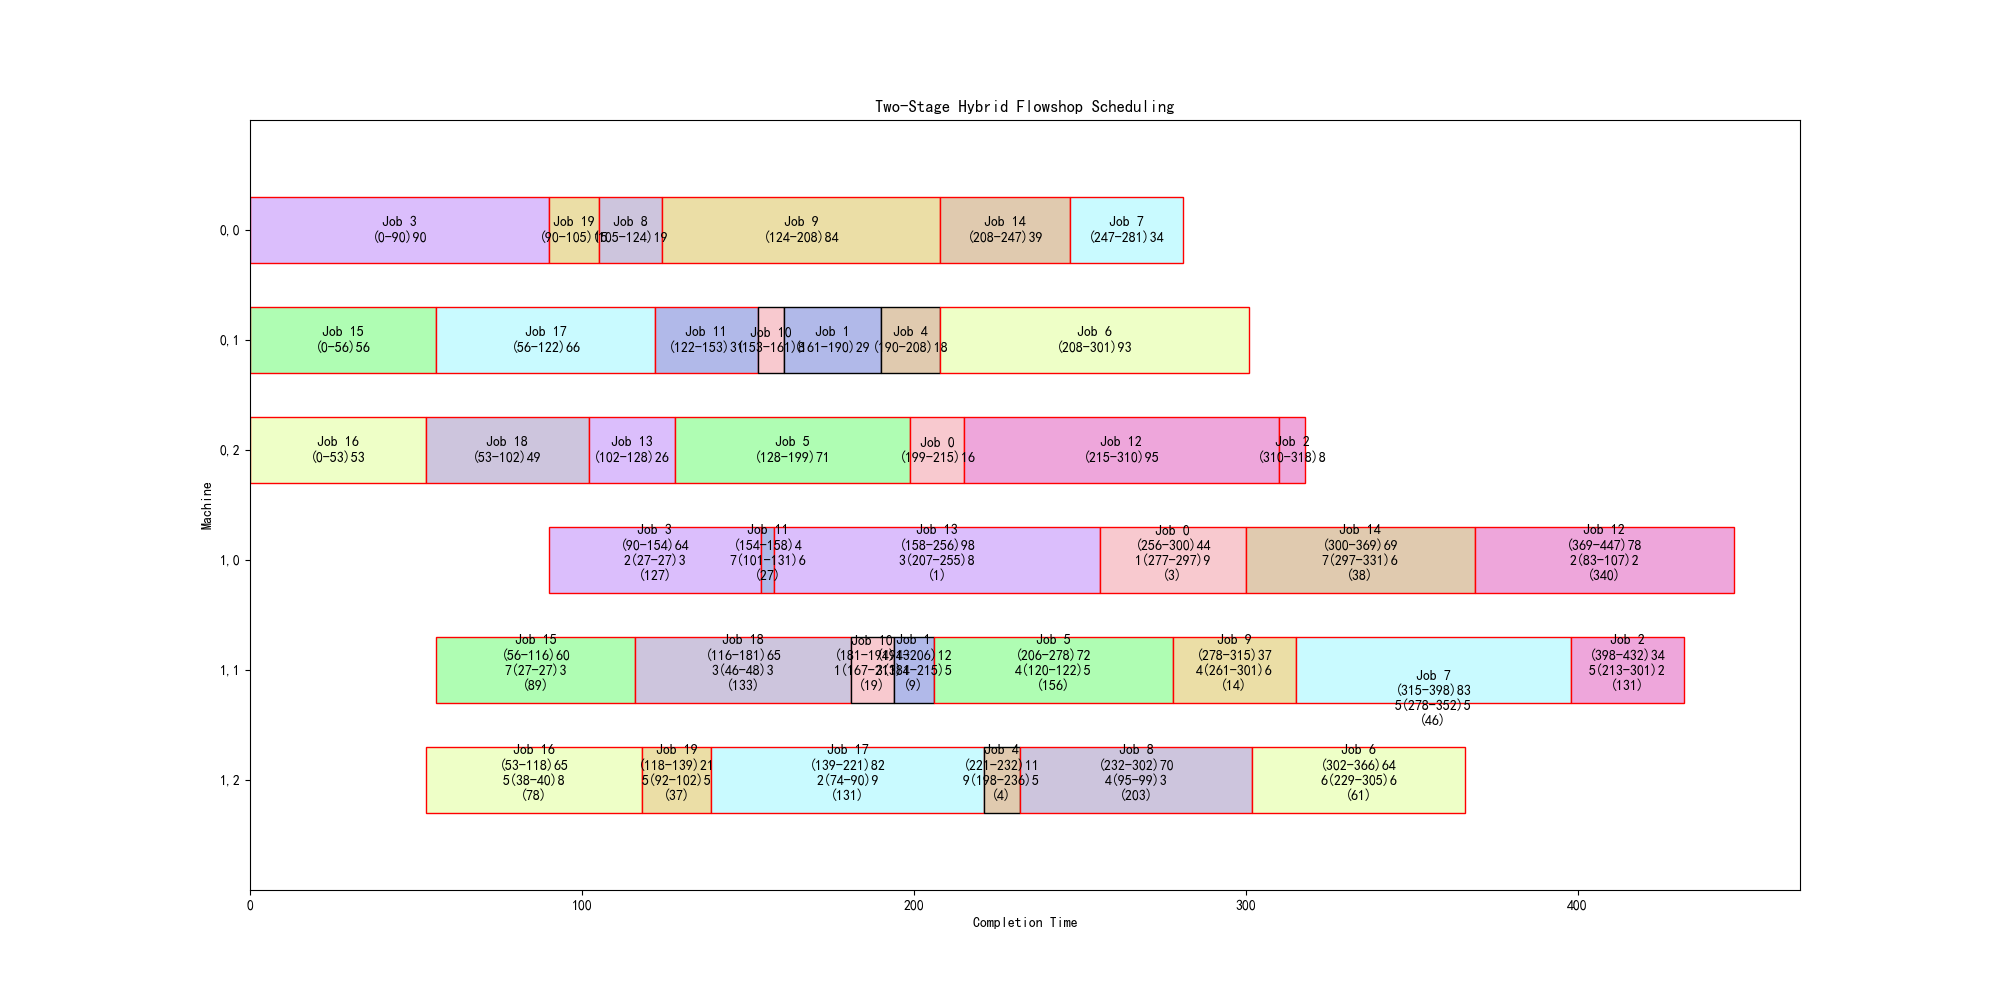 Two-Stage Hybrid Flowshop Scheduling
Machine
0,0
Job 3
(0-90)90
Job 19
(90-105)15
Job 8
(105-124)19
Job 9
(124-208)84
Job 14
(208-247)39
Job 7
(247-281)34
0,1
Job 15
(0-56)56
Job 17
(56-122)66
Job 11
(122-153)31
Job 10
(153-161)8
Job 1
(161-190)29
Job 4
(190-208)18
Job 6
(208-301)93
0,2
Job 16
(0-53)53
Job 18
(53-102)49
Job 13
(102-128)26
Job 5
(128-199)71
Job 0
(199-215)16
Job 12
(215-310)95
Job 2
(310-318)8
1,0
Job 3
(90-154)64
2(27-27)3
(127)
Job 11
(154-158)4
7(101-131)6
(27)
Job 13
(158-256)98
3(207-255)8
(1)
Job 0
(256-300)44
1(277-297)9
(3)
Job 14
(300-369)69
7(297-331)6
(38)
Job 12
(369-447)78
2(83-107)2
(340)
1,1
Job 15
(56-116)60
7(27-27)3
(89)
Job 18
(116-181)65
3(46-48)3
(133)
Job 10
(181-194)13
(19)
Job 1
(194-206)12
(9)
Job 5
(206-278)72
4(120-122)5
(156)
Job 9
(278-315)37
4(261-301)6
(14)
Job 7
(315-398)83
5(278-352)5
(46)
Job 2
(398-432)34
5(213-301)2
(131)
1,2
Job 16
(53-118)65
5(38-40)8
(78)
Job 19
(118-139)21
5(92-102)5
(37)
Job 17
(139-221)82
2(74-90)9
(131)
Job 4
(221-232)11
9(198-236)5
(4)
Job 8
(232-302)70
4(95-99)3
(203)
Job 6
(302-366)64
6(229-305)6
(61)
0
100
200
300
400
Completion Time